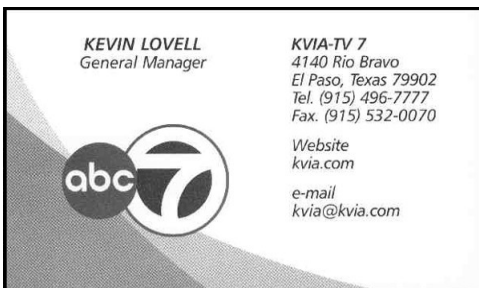 KEVIN LOVELL
General Manager
KVIA-TV 7
4140 Rio Bravo
El Paso, Texas 79902
Tel. (915) 496-7777
Fax. (915) 532-0070
Website
kvia.com
e-mail
kvia@kvia.com
abc 7